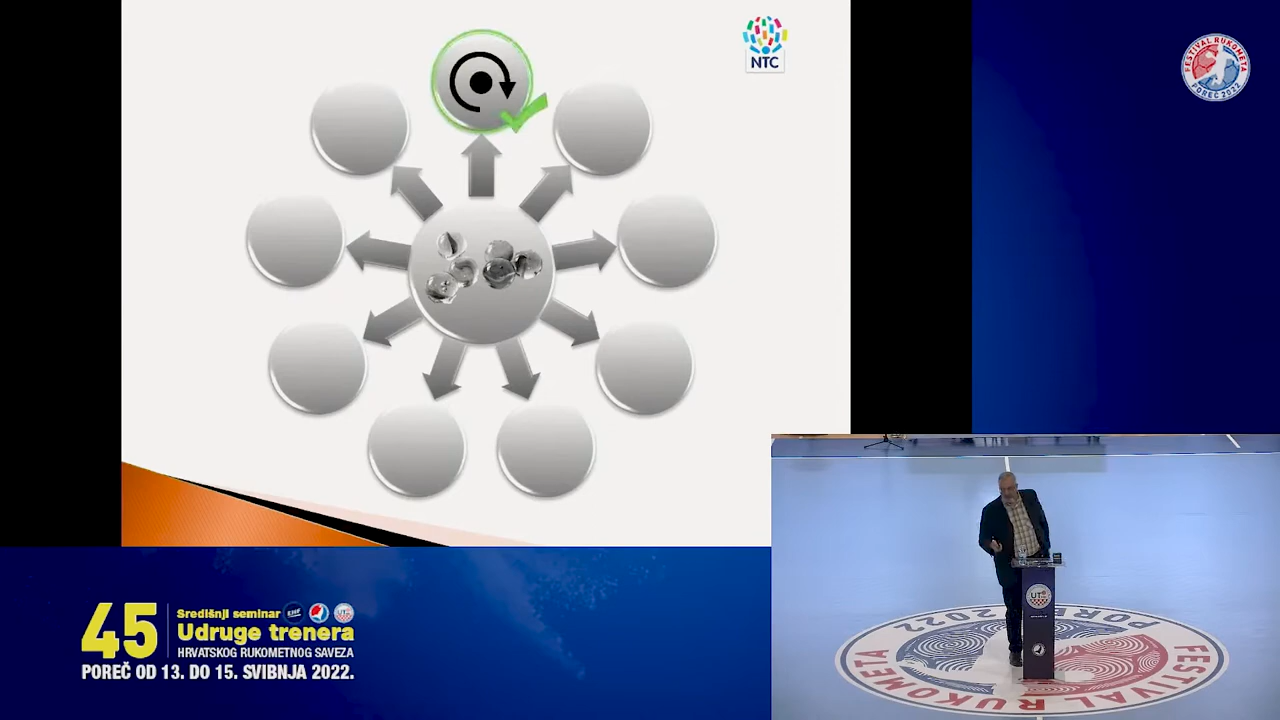 NTC
FESTIVAL RUKOMETA
POREČ 2022
45
Središnji seminar
EHF
Udruge trenera
HRVATSKOG RUKOMETNOG SAVEZA
POREČ OD 13. DO 15. SVIBNJA 2022.
POREČ 2022
FESTIVAL RUKOMETA